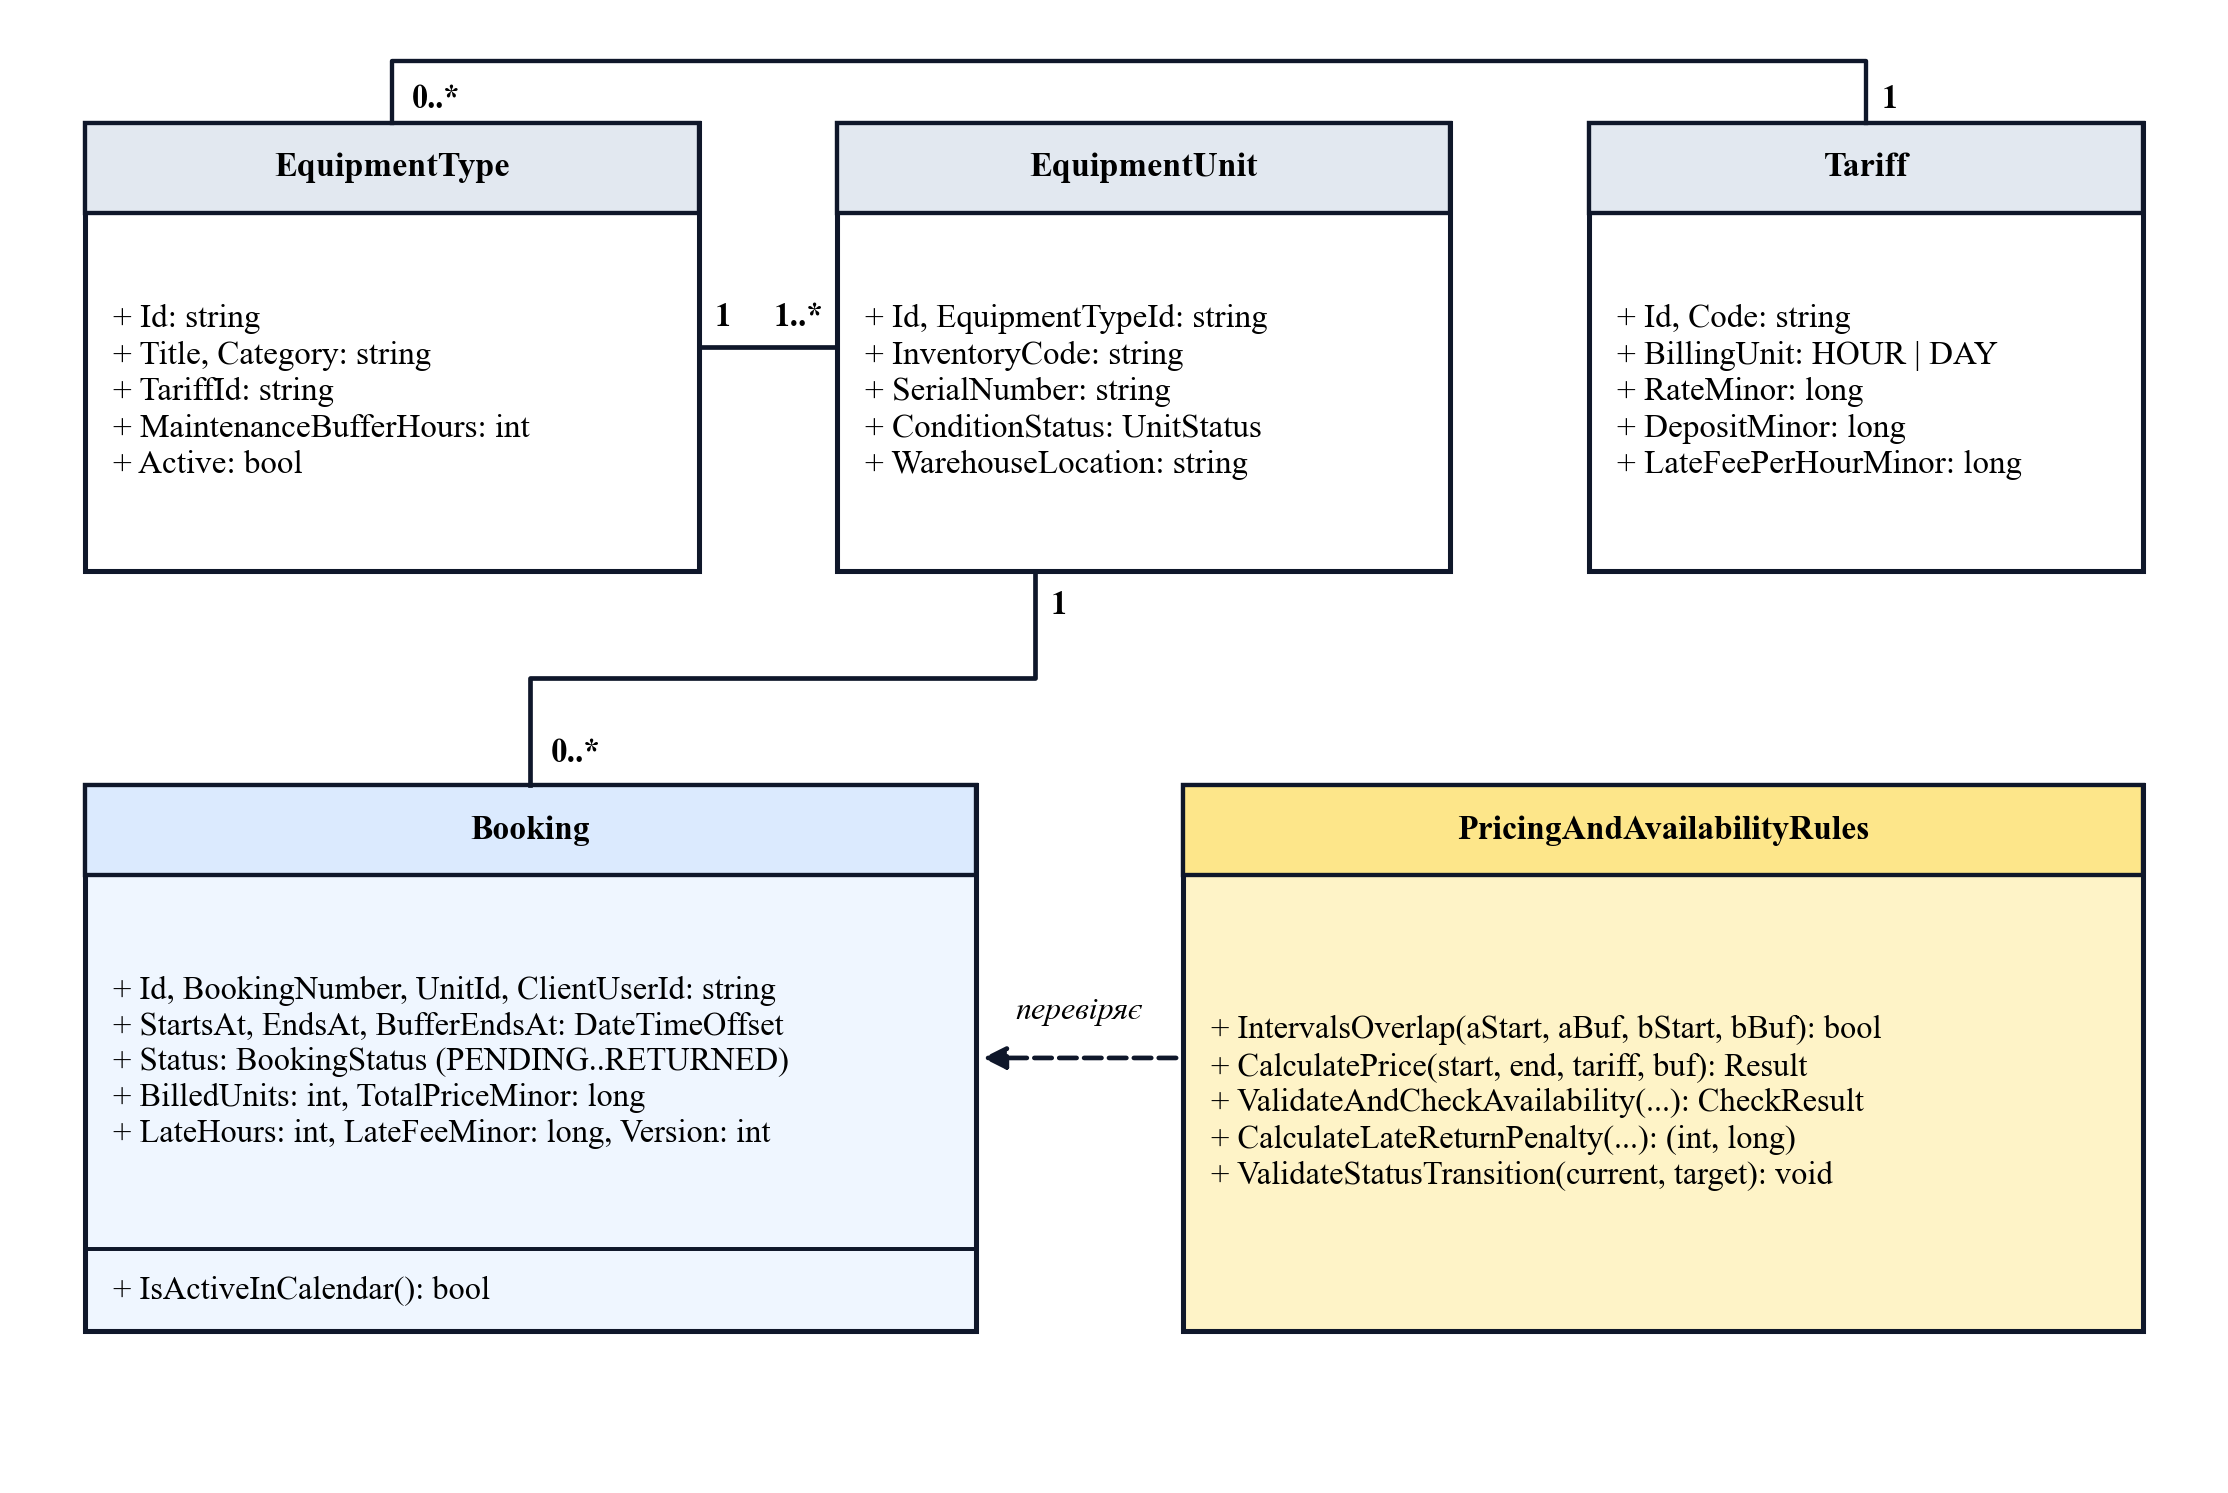 0..*
1
EquipmentType
+ Id: string
+ Title, Category: string
+ TariffId: string
+ MaintenanceBufferHours: int
+ Active: bool
1
1..*
EquipmentUnit
+ Id, EquipmentTypeId: string
+ InventoryCode: string
+ SerialNumber: string
+ ConditionStatus: UnitStatus
+ WarehouseLocation: string
Tariff
+ Id, Code: string
+ BillingUnit: HOUR | DAY
+ RateMinor: long
+ DepositMinor: long
+ LateFeePerHourMinor: long
1
0..*
Booking
+ Id, BookingNumber, UnitId, ClientUserId: string
+ StartsAt, EndsAt, BufferEndsAt: DateTimeOffset
+ Status: BookingStatus (PENDING..RETURNED)
+ BilledUnits: int, TotalPriceMinor: long
+ LateHours: int, LateFeeMinor: long, Version: int
+ IsActiveInCalendar(): bool
перевіряє
PricingAndAvailabilityRules
+ IntervalsOverlap(aStart, aBuf, bStart, bBuf): bool
+ CalculatePrice(start, end, tariff, buf): Result
+ ValidateAndCheckAvailability(...): CheckResult
+ CalculateLateReturnPenalty(...): (int, long)
+ ValidateStatusTransition(current, target): void